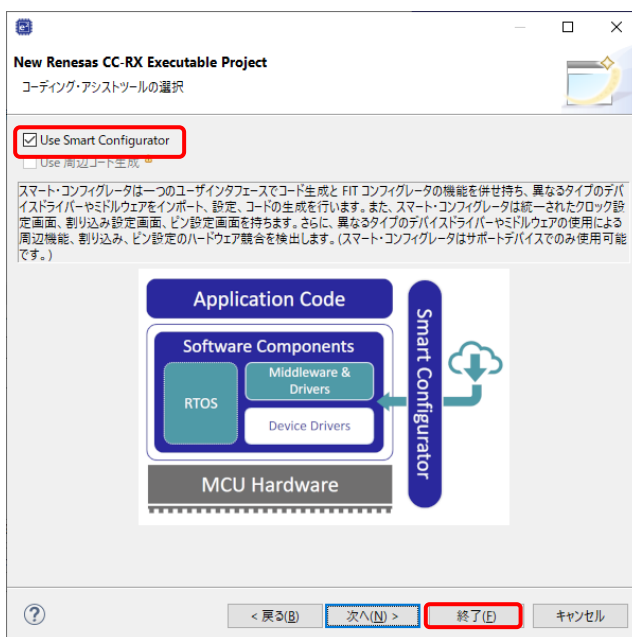 New Renesas CC-RX Executable Project
コーディング・アシストツールの選択
Use Smart Configurator
Use 周辺コード生成
スマート・コンフィグレータは一つのユーザインタフェースでコード生成と FIT コンフィグレータの機能を併せ持ち、異なるタイプのデバ
イスドライバーやミドルウェアをインポート、設定、コードの生成を行います。また、スマート・コンフィグレータは統一されたクロック設
定画面、割り込み設定画面、ピン設定画面を持ちます。さらに、異なるタイプのデバイスドライバーやミドルウェアの使用による
周辺機能、割り込み、ピン設定のハードウェア競合を検出します。(スマート・コンフィグレータはサポートデバイスでのみ使用可能
です。)
Application Code
Software Components
RTOS
Middleware &
Drivers
Device Drivers
MCU Hardware
Smart Configurator
?
< 戻る(B)
次へ(N) >
終了(F)
キャンセル